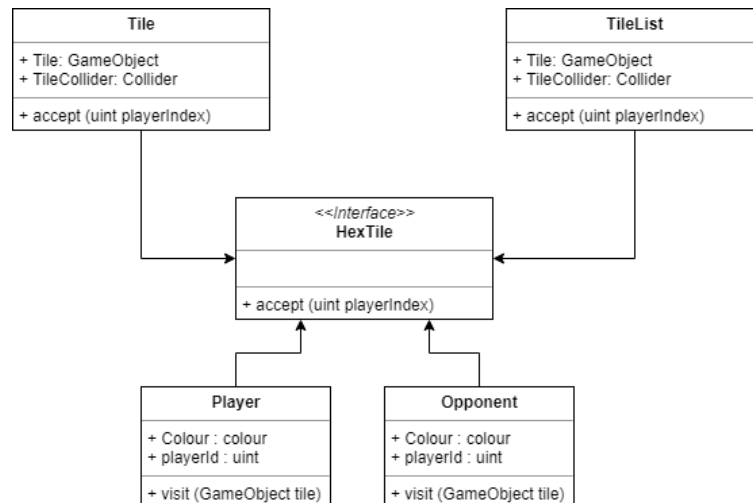 Tile
+ Tile: GameObject
+ TileCollider: Collider
+ accept (uint playerIndex)
TileList
+ Tile: GameObject
+ TileCollider: Collider
+ accept (uint playerIndex)
<<Interface>>
HexTile
+ accept (uint playerIndex)
Player
+ Colour : colour
+ playerId : uint
+ visit (GameObject tile)
Opponent
+ Colour : colour
+ playerId : uint
+ visit (GameObject tile)